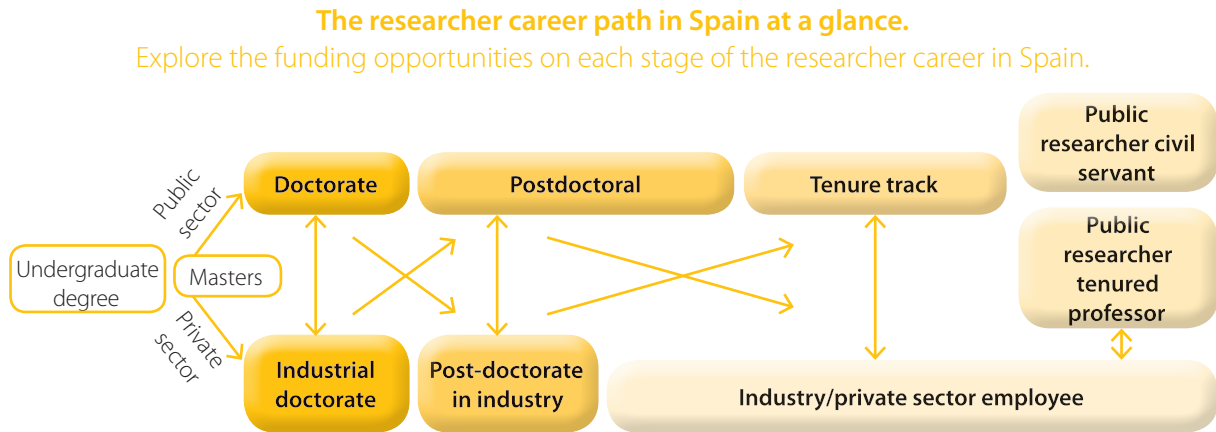 The researcher career path in Spain at a glance.
Explore the funding opportunities on each stage of the researcher career in Spain.
Undergraduate
degree
Masters
Public
sector
Private
sector
Doctorate
Postdoctoral
Tenure track
Public
researcher civil
servant
Public
researcher
tenured
professor
Industrial
doctorate
Post-doctorate
in industry
Industry/private sector employee